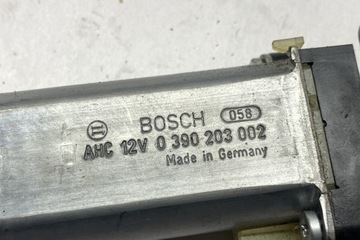 BOSCH 058
AHC 12V 0 390 203 002
Made in Germany